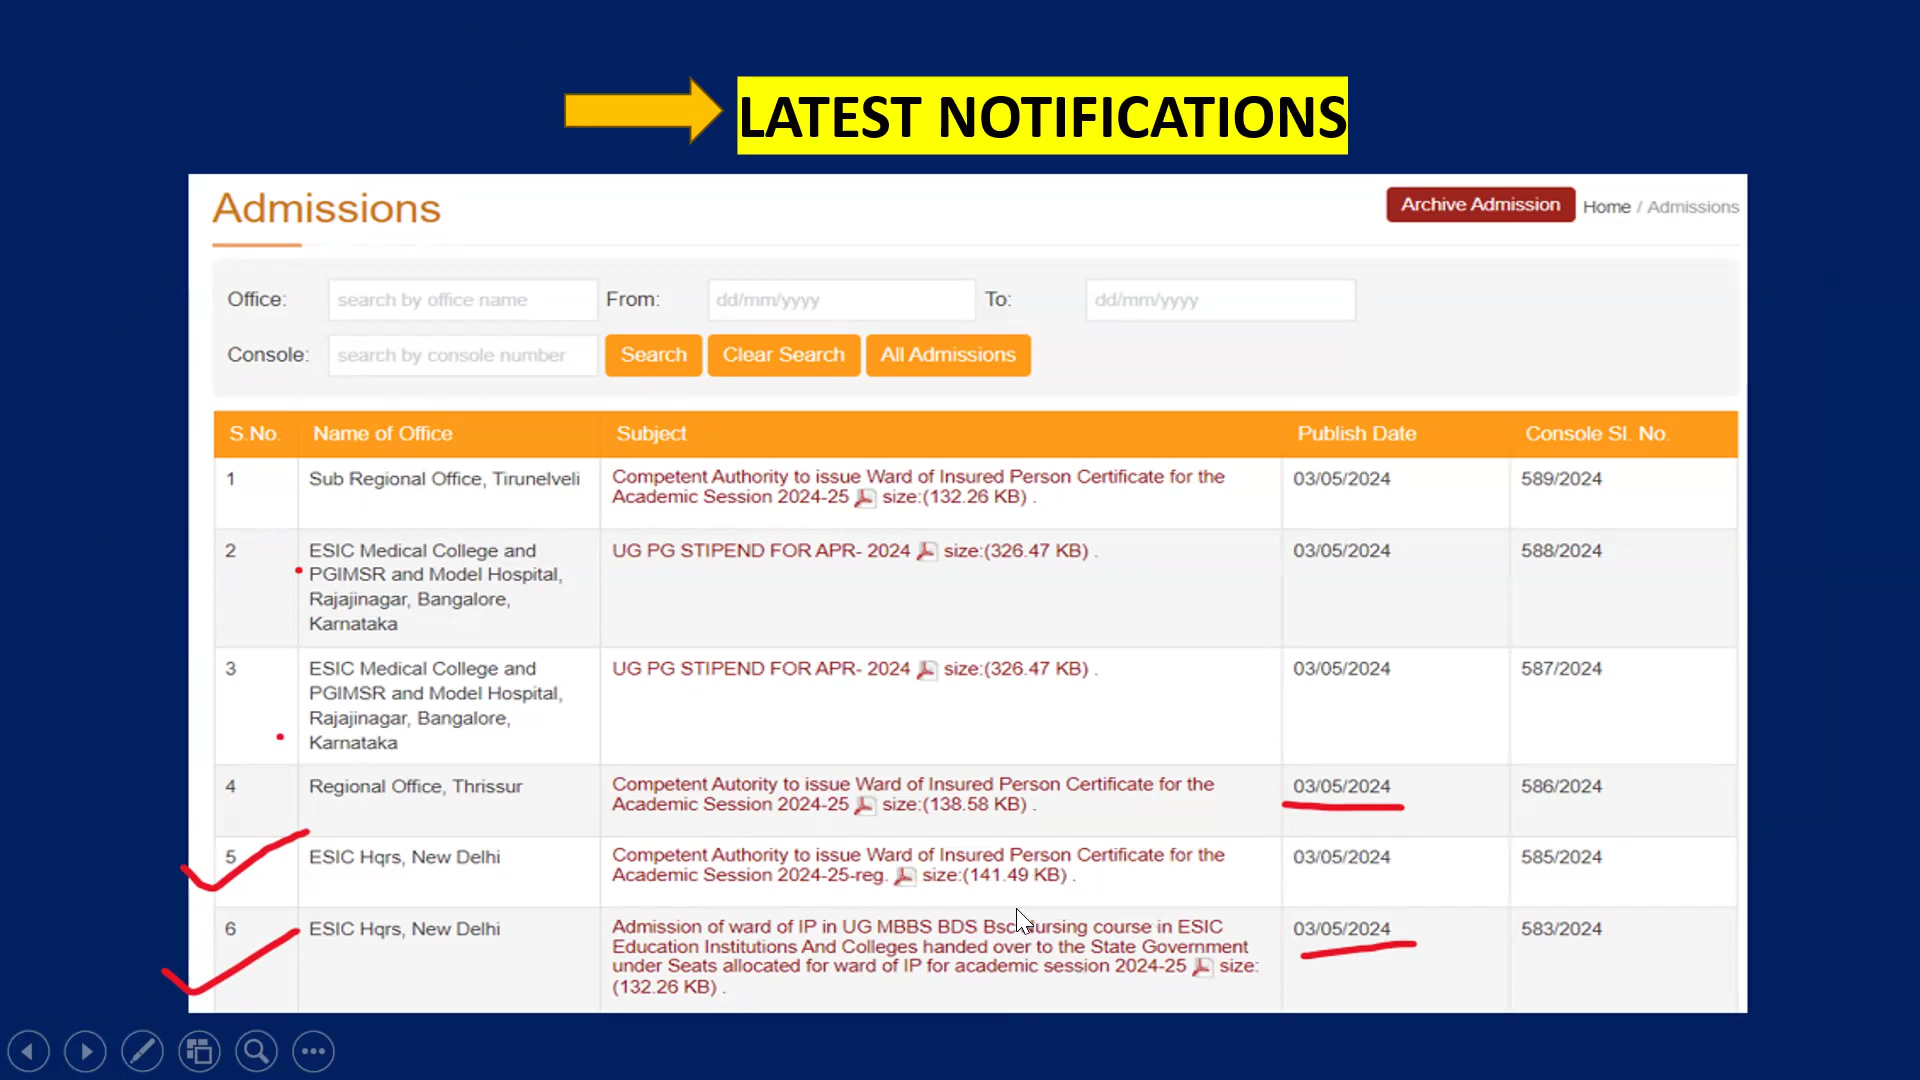 LATEST NOTIFICATIONS
Admissions
Archive Admission Home / Admissions
Office: search by office name From: dd/mm/yyyy To: dd/mm/yyyy
Console: search by console number Search Clear Search All Admissions
S.No. Name of Office Subject Publish Date Console Sl. No.
1 Sub Regional Office, Tirunelveli Competent Authority to issue Ward of Insured Person Certificate for the 03/05/2024 589/2024
Academic Session 2024-25 size:(132.26 KB) .
2 ESIC Medical College and UG PG STIPEND FOR APR- 2024 size:(326.47 KB) . 03/05/2024 588/2024
PGIMSR and Model Hospital,
Rajajinagar, Bangalore,
Karnataka
3 ESIC Medical College and UG PG STIPEND FOR APR- 2024 size:(326.47 KB) . 03/05/2024 587/2024
PGIMSR and Model Hospital,
Rajajinagar, Bangalore,
Karnataka
4 Regional Office, Thrissur Competent Autority to issue Ward of Insured Person Certificate for the 03/05/2024 586/2024
Academic Session 2024-25 size:(138.58 KB) .
5 ESIC Hqrs, New Delhi Competent Authority to issue Ward of Insured Person Certificate for the 03/05/2024 585/2024
Academic Session 2024-25-reg. size:(141.49 KB) .
6 ESIC Hqrs, New Delhi Admission of ward of IP in UG MBBS BDS Bsc Nursing course in ESIC 03/05/2024 583/2024
Education Institutions And Colleges handed over to the State Government
under Seats allocated for ward of IP for academic session 2024-25 size:
(132.26 KB) .